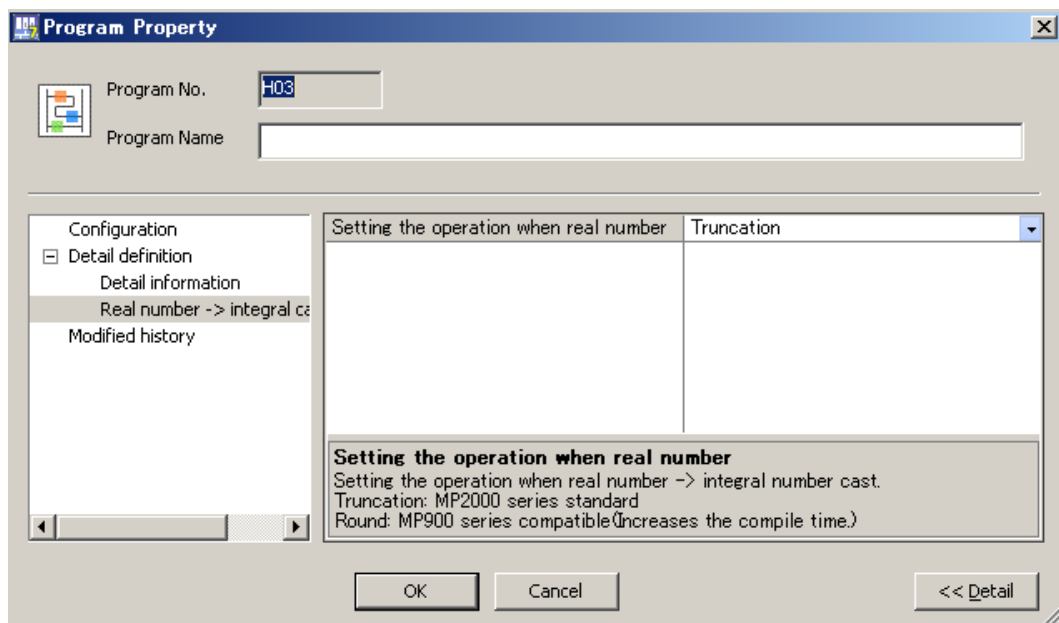 Program Property
Program No. H03
Program Name
Configuration
Detail definition
Detail information
Real number -> integral ca
Modified history
Setting the operation when real number Truncation
Setting the operation when real number
Setting the operation when real number -> integral number cast.
Truncation: MP2000 series standard
Round: MP900 series compatible(Increases the compile time.)
OK Cancel << Detail